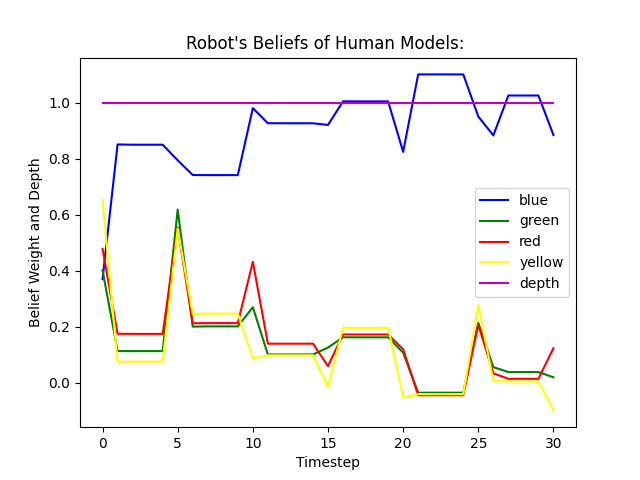 Robot's Beliefs of Human Models:
Belief Weight and Depth
1.0
0.8
0.6
0.4
0.2
0.0
blue
green
red
yellow
depth
0 5 10 15 20 25 30
Timestep